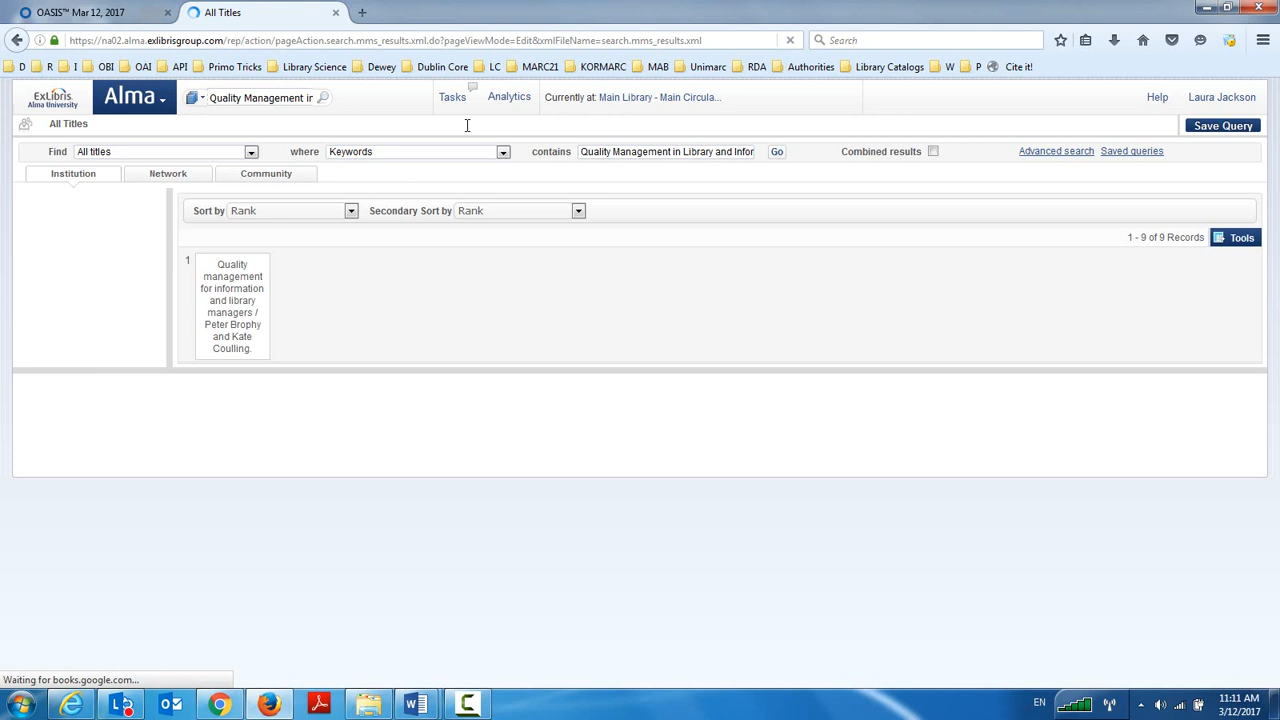 OASIS™ Mar 12, 2017
All Titles
https://na02.alma.exlibrisgroup.com/rep/action/pageAction.search.mms_results.xml.do?pageViewMode=Edit&xmlFileName=search.mms_results.xml
Search
D R I OBI OAI API Primo Tricks Library Science Dewey Dublin Core LC MARC21 KORMARC MAB Unimarc RDA Authorities Library Catalogs W P Cite it!
ExLibris
Alma University
Alma
Quality Management ir
Tasks
Analytics
Currently at: Main Library - Main Circula...
Help
Laura Jackson
All Titles
Save Query
Find All titles where Keywords contains Quality Management in Library and Infor Go Combined results Advanced search Saved queries
Institution Network Community
Sort by Rank Secondary Sort by Rank
1 - 9 of 9 Records Tools
1
Quality
management
for information
and library
managers /
Peter Brophy
and Kate
Coulling.
Waiting for books.google.com...
EN
11:11 AM
3/12/2017